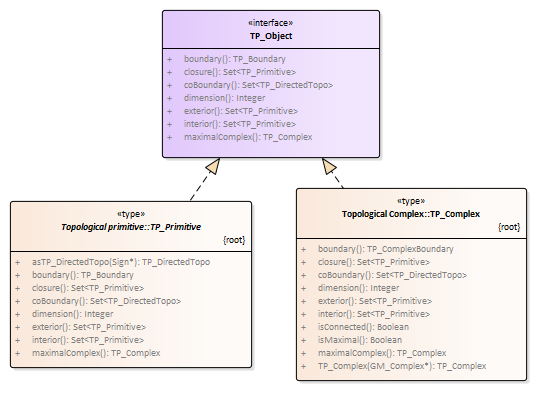 «interface»
TP_Object
+ boundary(): TP_Boundary
+ closure(): Set<TP_Primitive>
+ coBoundary(): Set<TP_DirectedTopo>
+ dimension(): Integer
+ exterior(): Set<TP_Primitive>
+ interior(): Set<TP_Primitive>
+ maximalComplex(): TP_Complex
«type»
Topological primitive::TP_Primitive
{root}
+ asTP_DirectedTopo(Sign*): TP_DirectedTopo
+ boundary(): TP_Boundary
+ closure(): Set<TP_Primitive>
+ coBoundary(): Set<TP_DirectedTopo>
+ dimension(): Integer
+ exterior(): Set<TP_Primitive>
+ interior(): Set<TP_Primitive>
+ maximalComplex(): TP_Complex
«type»
Topological Complex::TP_Complex
{root}
+ boundary(): TP_ComplexBoundary
+ closure(): Set<TP_Primitive>
+ coBoundary(): Set<TP_DirectedTopo>
+ dimension(): Integer
+ exterior(): Set<TP_Primitive>
+ interior(): Set<TP_Primitive>
+ isConnected(): Boolean
+ isMaximal(): Boolean
+ maximalComplex(): TP_Complex
+ TP_Complex(GM_Complex*): TP_Complex